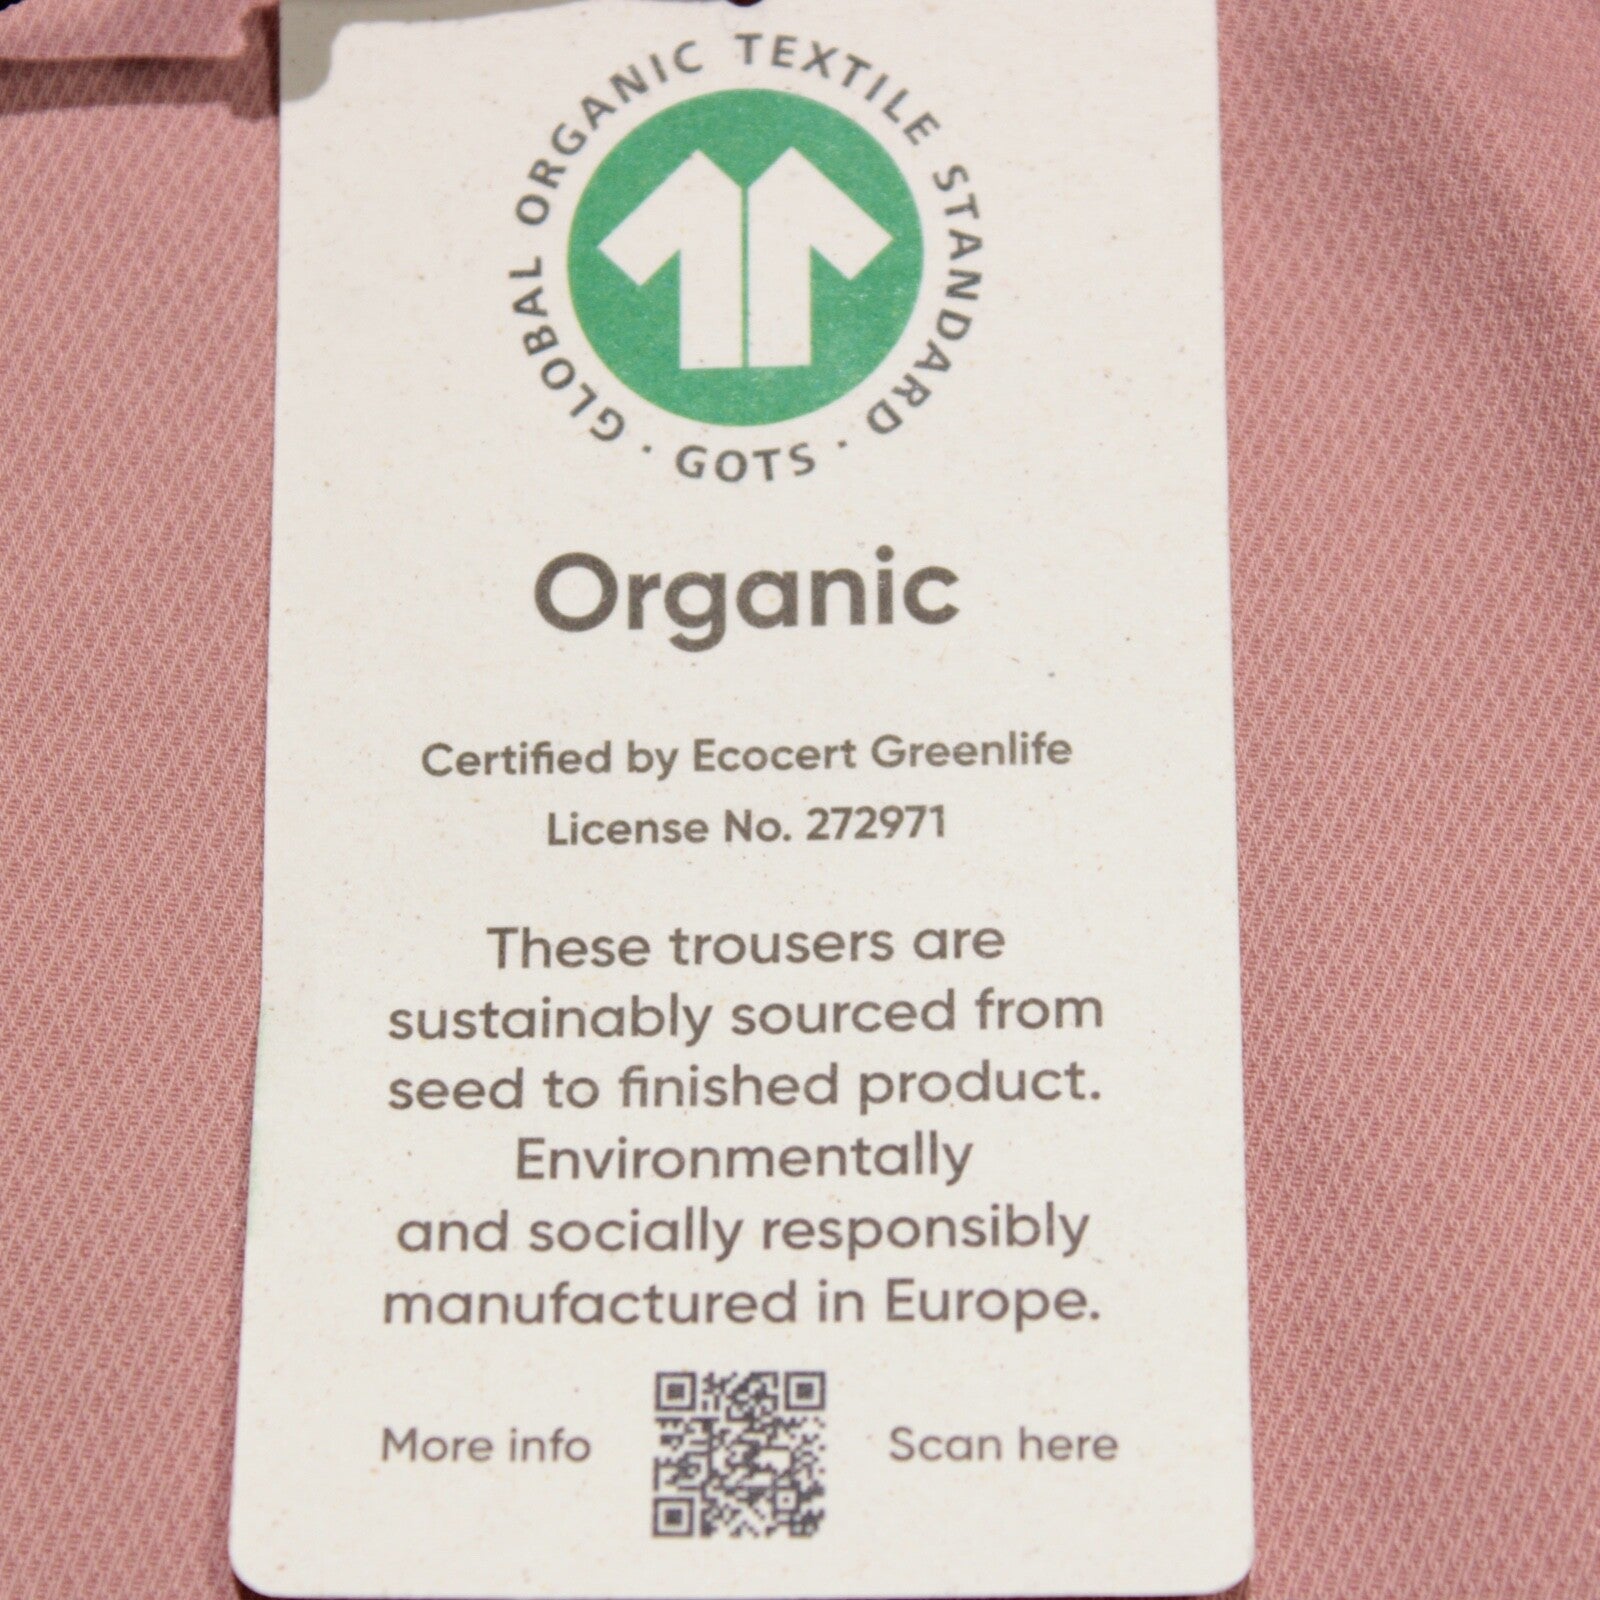 GLOBAL ORGANIC TEXTILE STANDARD · GOTS ·
Organic
Certified by Ecocert Greenlife
License No. 272971
These trousers are
sustainably sourced from
seed to finished product.
Environmentally
and socially responsibly
manufactured in Europe.
More info
Scan here